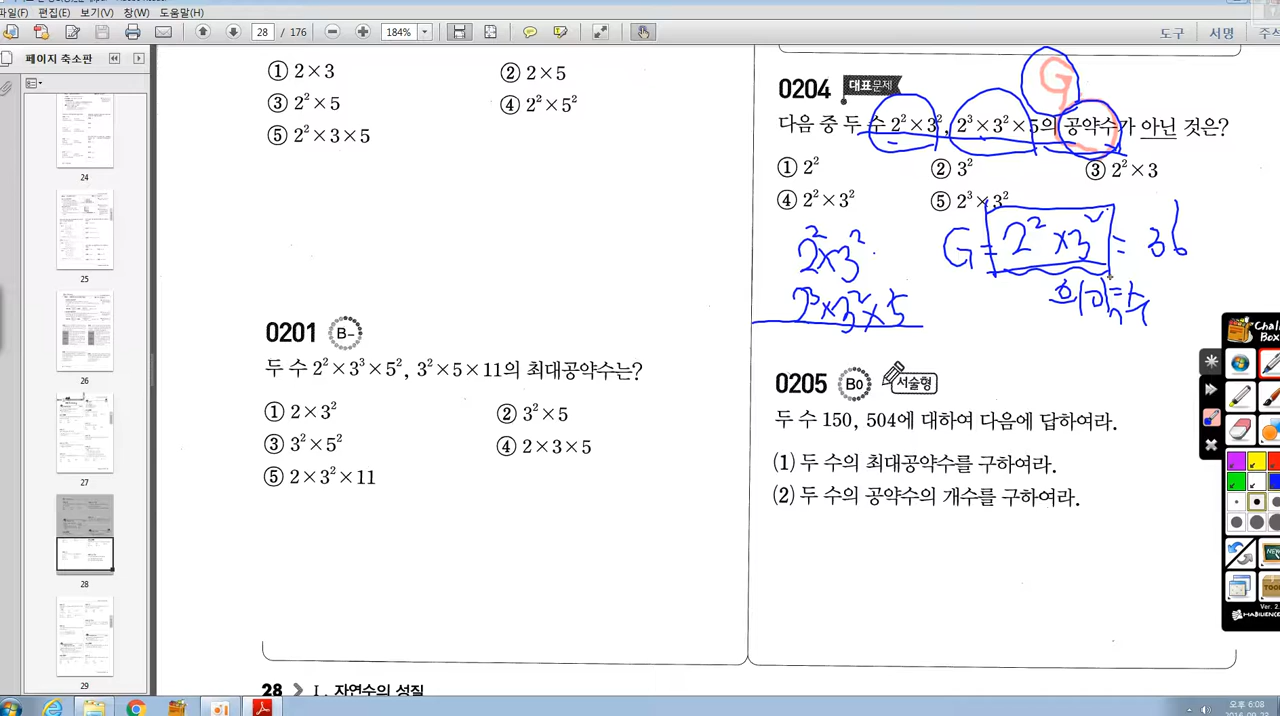 파일(F) 편집(E) 보기(V) 창(W) 도움말(H)
28 / 176 184% 도구 서명 주석
페이지 축소판
24
25
26
27
28
29
① 2×3 ② 2×5
③ 2²×5 ④ 2²×5²
⑤ 2²×3×5
0201 B
두 수 2²×3³×5², 3²×5×11의 최대공약수는?
① 2×3² ② 3²×5
③ 3²×5² ④ 2×3×5
⑤ 2×3²×11
28 Ⅰ. 자연수의 성질
G
0204 대표문제
다음 중 두 수 2²×3², 2³×3²×5의 공약수가 아닌 것은?
① 2² ② 3² ③ 2²×3
④ 2²×3² ⑤ 2³×3²
G = 2²×3² = 36
2²×3²
2³×3²×5
0205 B0 서술형
두 수 150, 504에 대하여 다음에 답하여라.
(1) 두 수의 최대공약수를 구하여라.
(2) 두 수의 공약수의 개수를 구하여라.
Box
NEW
TOOL
Ver. 2.
오후 6:08